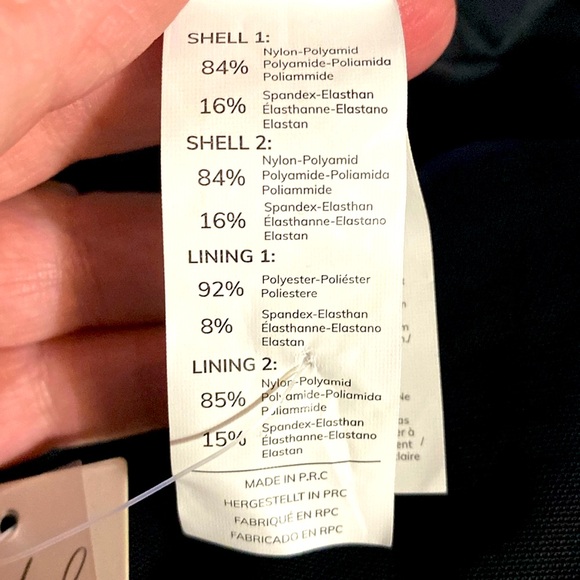 SHELL 1:
84% Nylon-Polyamid
Polyamide-Poliamida
Poliammide
16% Spandex-Elasthan
Élasthanne-Elastano
Elastan
SHELL 2:
84% Nylon-Polyamid
Polyamide-Poliamida
Poliammide
16% Spandex-Elasthan
Élasthanne-Elastano
Elastan
LINING 1:
92% Polyester-Poliéster
Poliestere
8% Spandex-Elasthan
Élasthanne-Elastano
Elastan
LINING 2:
85% Nylon-Polyamid
Polyamide-Poliamida
Poliammide
15% Spandex-Elasthan
Élasthanne-Elastano
Elastan
MADE IN P.R.C
HERGESTELLT IN PRC
FABRIQUÉ EN RPC
FABRICADO EN RPC